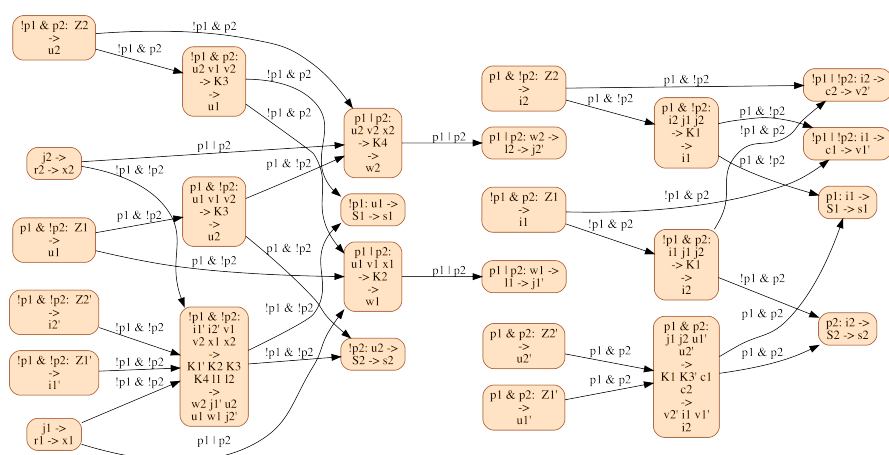 !p1 & p2: Z2
->
u2
!p1 & p2
!p1 & p2
!p1 & p2:
u2 v1 v2
-> K3
->
u1
!p1 & p2
!p1 & p2
p1 | p2:
u2 v2 x2
-> K4
->
w2
p1 | p2
p1 | p2: w2 ->
l2 -> j2'
j2 ->
r2 -> x2
p1 | p2
!p1 & !p2
p1 & !p2:
u1 v1 v2
-> K3
->
u2
p1 & !p2
p1 & !p2
!p1: u1 ->
S1 -> s1
p1 & !p2: Z1
->
u1
p1 & !p2
p1 & !p2
p1 | p2:
u1 v1 x1
-> K2
->
w1
p1 | p2
p1 | p2: w1 ->
l1 -> j1'
!p1 & !p2: Z2'
->
i2'
!p1 & !p2
!p1 & !p2:
i1' i2' v1
v2 x1 x2
->
K1' K2 K3
K4 l1 l2
->
w2 j1' u2
u1 w1 j2'
!p1 & !p2
!p1 & !p2
!p2: u2 ->
S2 -> s2
!p1 & !p2: Z1'
->
i1'
!p1 & !p2
j1 ->
r1 -> x1
!p1 & !p2
p1 | p2
p1 & !p2: Z2
->
i2
p1 & !p2
p1 & !p2
p1 & !p2:
i2 j1 j2
-> K1
->
i1
p1 & !p2
p1 & !p2
!p1 | !p2: i2 ->
c2 -> v2'
!p1 | !p2: i1 ->
c1 -> v1'
!p1 & p2: Z1
->
i1
!p1 & p2
!p1 & p2
!p1 & p2:
i1 j1 j2
-> K1
->
i2
!p1 & p2
!p1 & p2
p1: i1 ->
S1 -> s1
p1 & p2: Z2'
->
u2'
p1 & p2
p1 & p2:
j1 j2 u1'
u2'
->
K1 K3' c1
c2
->
v2' i1 v1'
i2
p1 & p2
p1 & p2
p2: i2 ->
S2 -> s2
p1 & p2: Z1'
->
u1'
p1 & p2